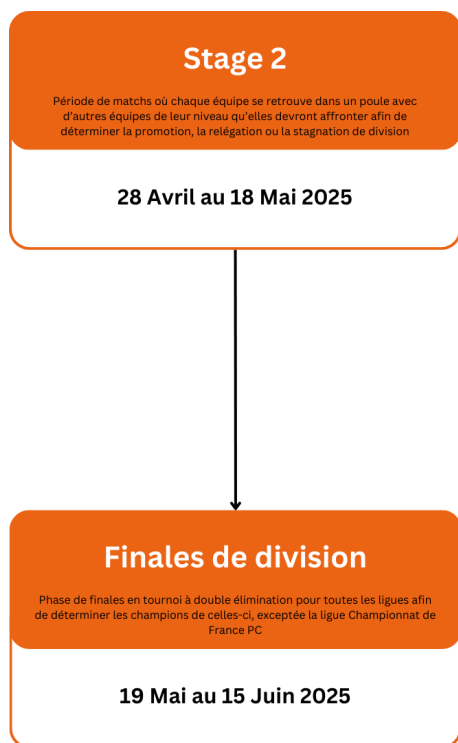 Stage 2
Période de matchs où chaque équipe se retrouve dans un poule avec
d'autres équipes de leur niveau qu'elles devront affronter afin de
déterminer la promotion, la relégation ou la stagnation de division
28 Avril au 18 Mai 2025
Finales de division
Phase de finales en tournoi à double élimination pour toutes les ligues afin
de déterminer les champions de celles-ci, exceptée la ligue Championnat de
France PC
19 Mai au 15 Juin 2025